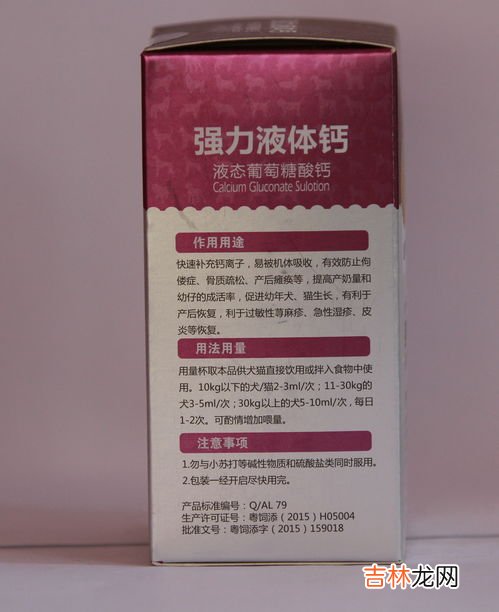 强力液体钙
液态葡萄糖酸钙
Calcium Gluconate Sulotion
作用用途
快速补充钙离子，易被机体吸收，有效防止佝
偻症、骨质疏松、产后瘫痪等，提高产奶量和
幼仔的成活率，促进幼年犬、猫生长，有利于
产后恢复，利于过敏性荨麻疹、急性湿疹、皮
炎等恢复。
用法用量
用量杯取本品供犬猫直接饮用或拌入食物中使
用。10kg以下的犬/猫2-3ml/次；11-30kg的
犬3-5ml/次；30kg以上的犬5-10ml/次，每日
1-2次。可酌情增加喂量。
注意事项
1.勿与小苏打等碱性物质和硫酸盐类同时服用。
2.包装一经开启尽快用完。
产品标准编号：Q/AL 79
生产许可证号：粤饲添（2015）H05004
批准文号：粤饲添字（2015）159018
吉林龙网